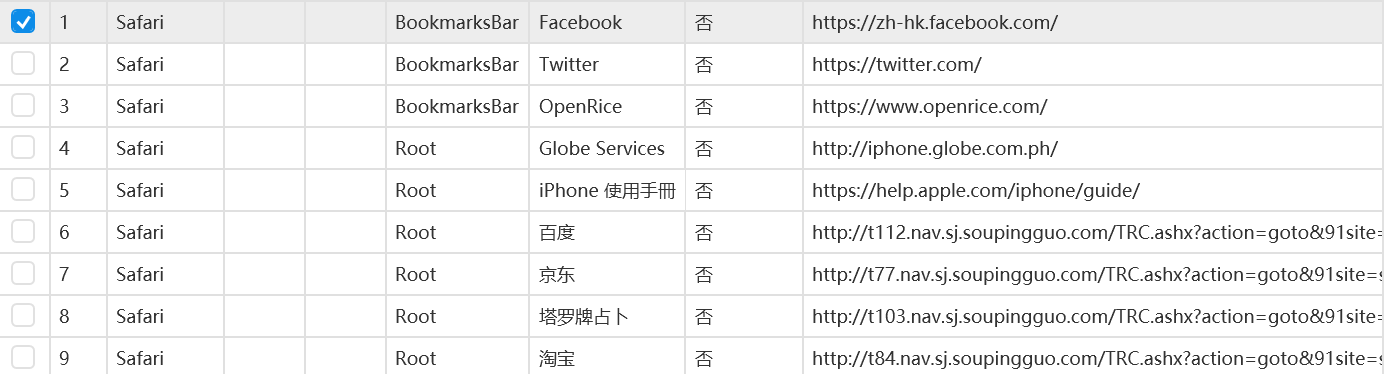 1 Safari BookmarksBar Facebook 否 https://zh-hk.facebook.com/
2 Safari BookmarksBar Twitter 否 https://twitter.com/
3 Safari BookmarksBar OpenRice 否 https://www.openrice.com/
4 Safari Root Globe Services 否 http://iphone.globe.com.ph/
5 Safari Root iPhone 使用手冊 否 https://help.apple.com/iphone/guide/
6 Safari Root 百度 否 http://t112.nav.sj.soupingguo.com/TRC.ashx?action=goto&91site=
7 Safari Root 京东 否 http://t77.nav.sj.soupingguo.com/TRC.ashx?action=goto&91site=s
8 Safari Root 塔罗牌占卜 否 http://t103.nav.sj.soupingguo.com/TRC.ashx?action=goto&91site=
9 Safari Root 淘宝 否 http://t84.nav.sj.soupingguo.com/TRC.ashx?action=goto&91site=s